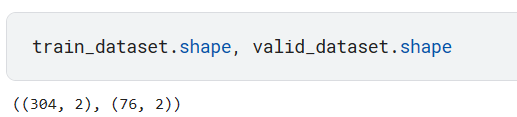 train_dataset.shape, valid_dataset.shape
((304, 2), (76, 2))